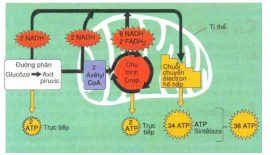 Ti thể
2 NADH
2 NADH
6 NADH
2 FADH₂
Đường phân
Glucôzơ → Axit
piruvic
2
Axêtyl
CoA
Chu
trình
Crep
Chuỗi
chuyền
êlectron
hô hấp
2
ATP
Trực tiếp
2
ATP
Trực
tiếp
34 ATP
ATP
Sintêtaza
38 ATP